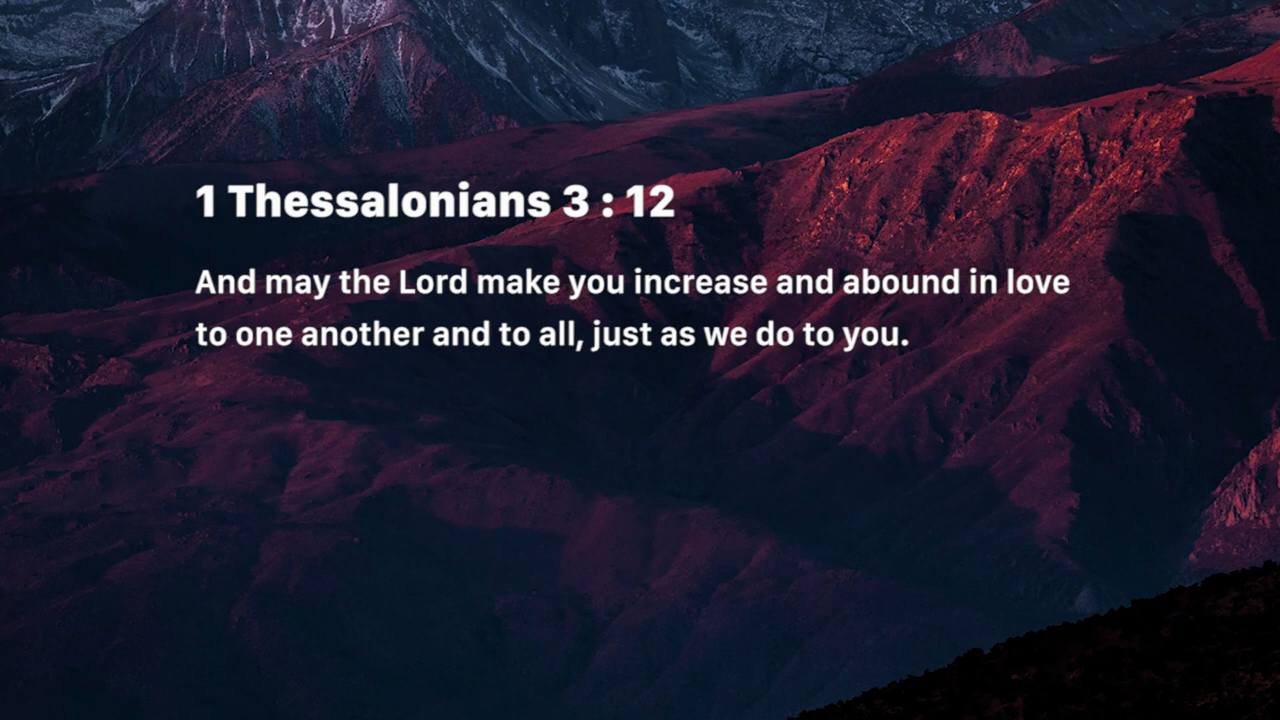 1 Thessalonians 3 : 12
And may the Lord make you increase and abound in love
to one another and to all, just as we do to you.